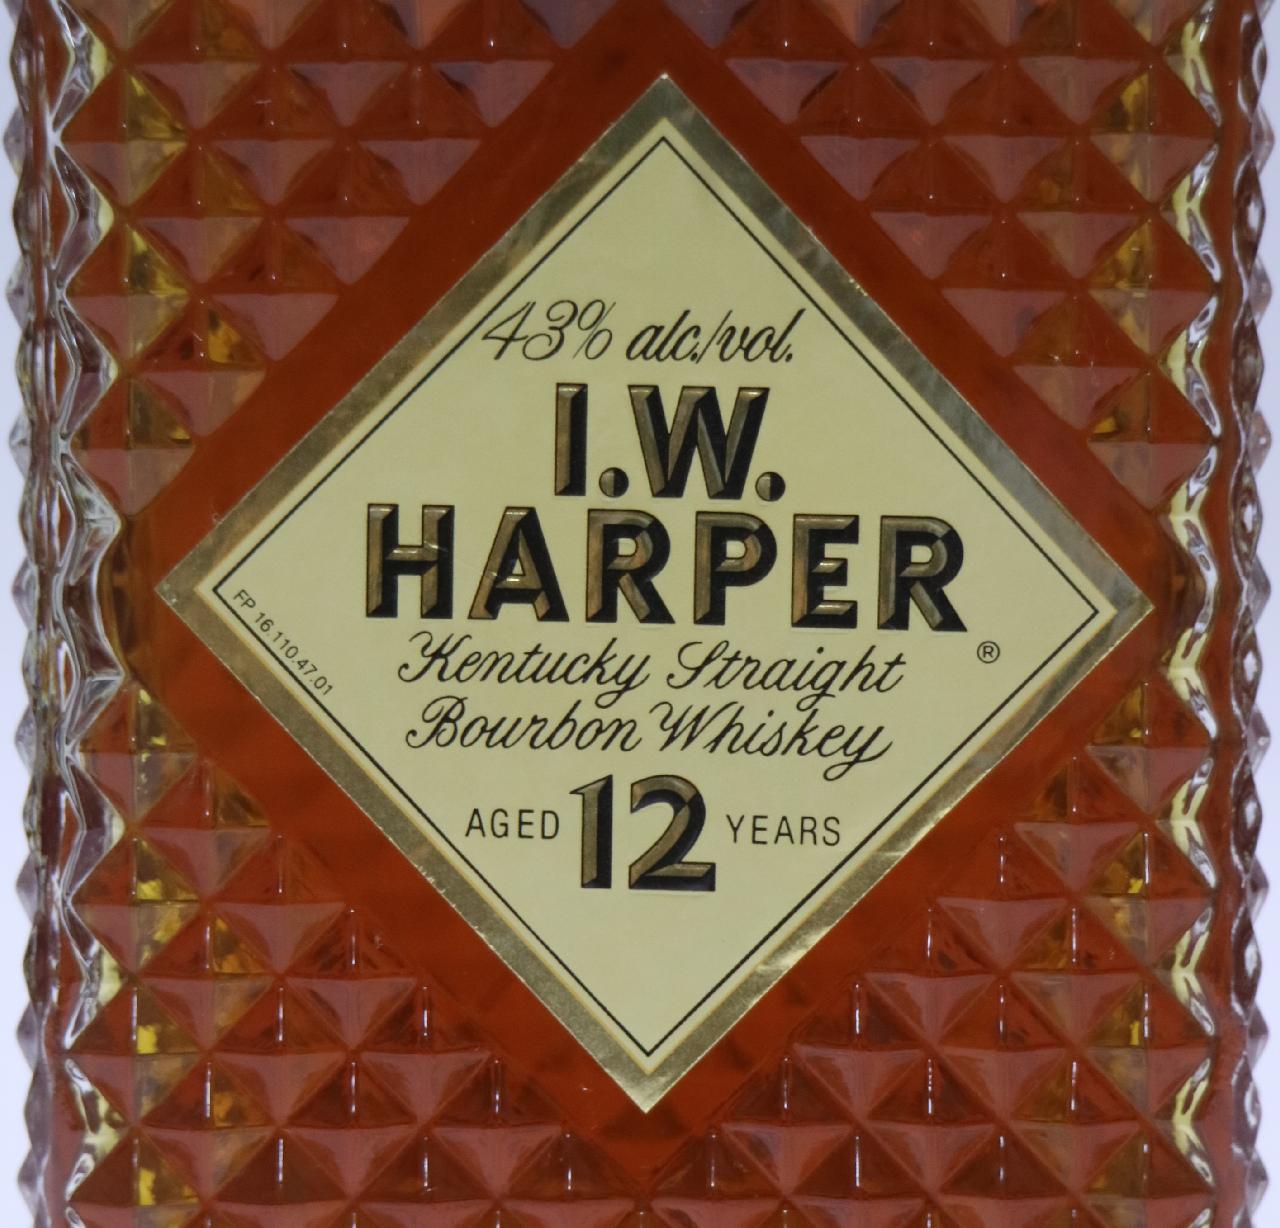 43% alc./vol.
I.W.
HARPER
®
Kentucky Straight
Bourbon Whiskey
AGED 12 YEARS
FP 16.110.47.01